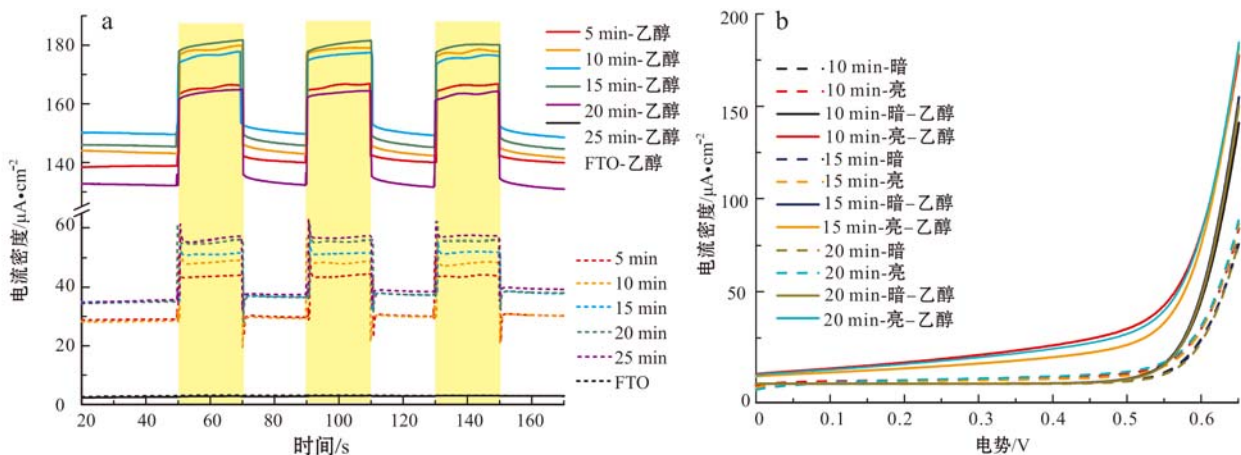 a
电流密度/μA•cm⁻²
180
160
140
60
40
20
0
20 40 60 80 100 120 140 160
时间/s
5 min-乙醇
10 min-乙醇
15 min-乙醇
20 min-乙醇
25 min-乙醇
FTO-乙醇
5 min
10 min
15 min
20 min
25 min
FTO
b
电流密度/μA•cm⁻²
200
150
100
50
0
0 0.1 0.2 0.3 0.4 0.5 0.6
电势/V
10 min-暗
10 min-亮
10 min-暗-乙醇
10 min-亮-乙醇
15 min-暗
15 min-亮
15 min-暗-乙醇
15 min-亮-乙醇
20 min-暗
20 min-亮
20 min-暗-乙醇
20 min-亮-乙醇